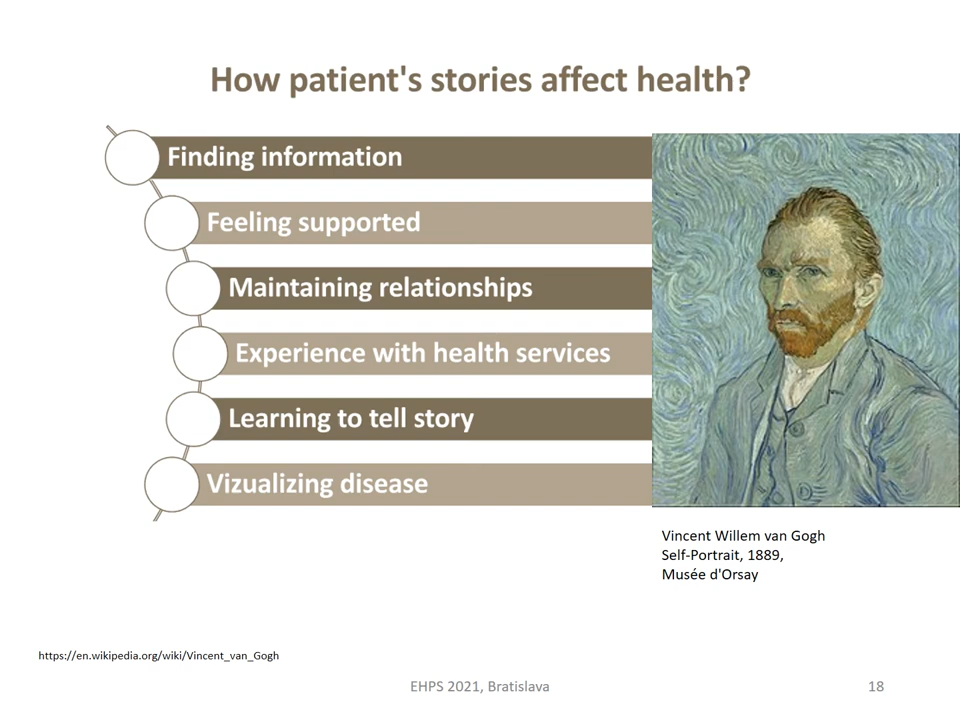 How patient's stories affect health?
Finding information
Feeling supported
Maintaining relationships
Experience with health services
Learning to tell story
Vizualizing disease
Vincent Willem van Gogh
Self-Portrait, 1889,
Musée d'Orsay
https://en.wikipedia.org/wiki/Vincent_van_Gogh
EHPS 2021, Bratislava
18